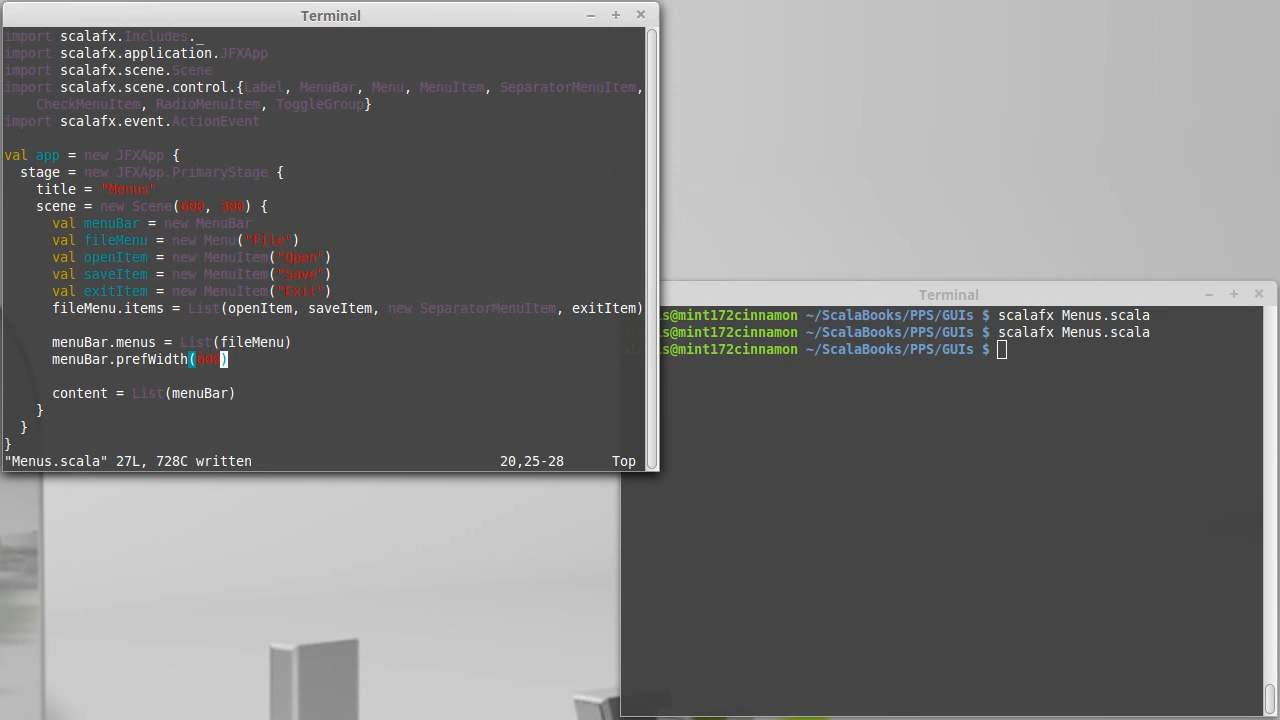 Terminal
import scalafx.Includes._
import scalafx.application.JFXApp
import scalafx.scene.Scene
import scalafx.scene.control.{Label, MenuBar, Menu, MenuItem, SeparatorMenuItem,
CheckMenuItem, RadioMenuItem, ToggleGroup}
import scalafx.event.ActionEvent
val app = new JFXApp {
stage = new JFXApp.PrimaryStage {
title = "Menus"
scene = new Scene(600, 300) {
val menuBar = new MenuBar
val fileMenu = new Menu("File")
val openItem = new MenuItem("Open")
val saveItem = new MenuItem("Save")
val exitItem = new MenuItem("Exit")
fileMenu.items = List(openItem, saveItem, new SeparatorMenuItem, exitItem)
menuBar.menus = List(fileMenu)
menuBar.prefWidth(600)
content = List(menuBar)
}
}
}
"Menus.scala" 27L, 728C written 20,25-28 Top
Terminal
s@mint172cinnamon ~/ScalaBooks/PPS/GUIs $ scalafx Menus.scala
s@mint172cinnamon ~/ScalaBooks/PPS/GUIs $ scalafx Menus.scala
s@mint172cinnamon ~/ScalaBooks/PPS/GUIs $